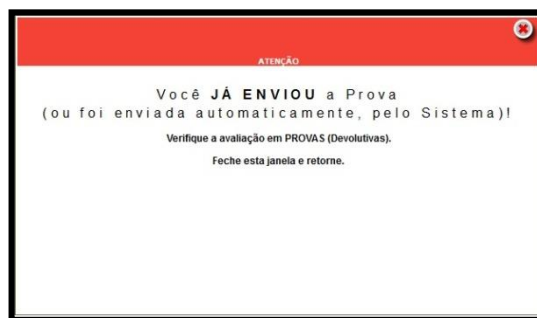 ATENÇÃO
Você JÁ ENVIOU a Prova
(ou foi enviada automaticamente, pelo Sistema)!
Verifique a avaliação em PROVAS (Devolutivas).
Feche esta janela e retorne.